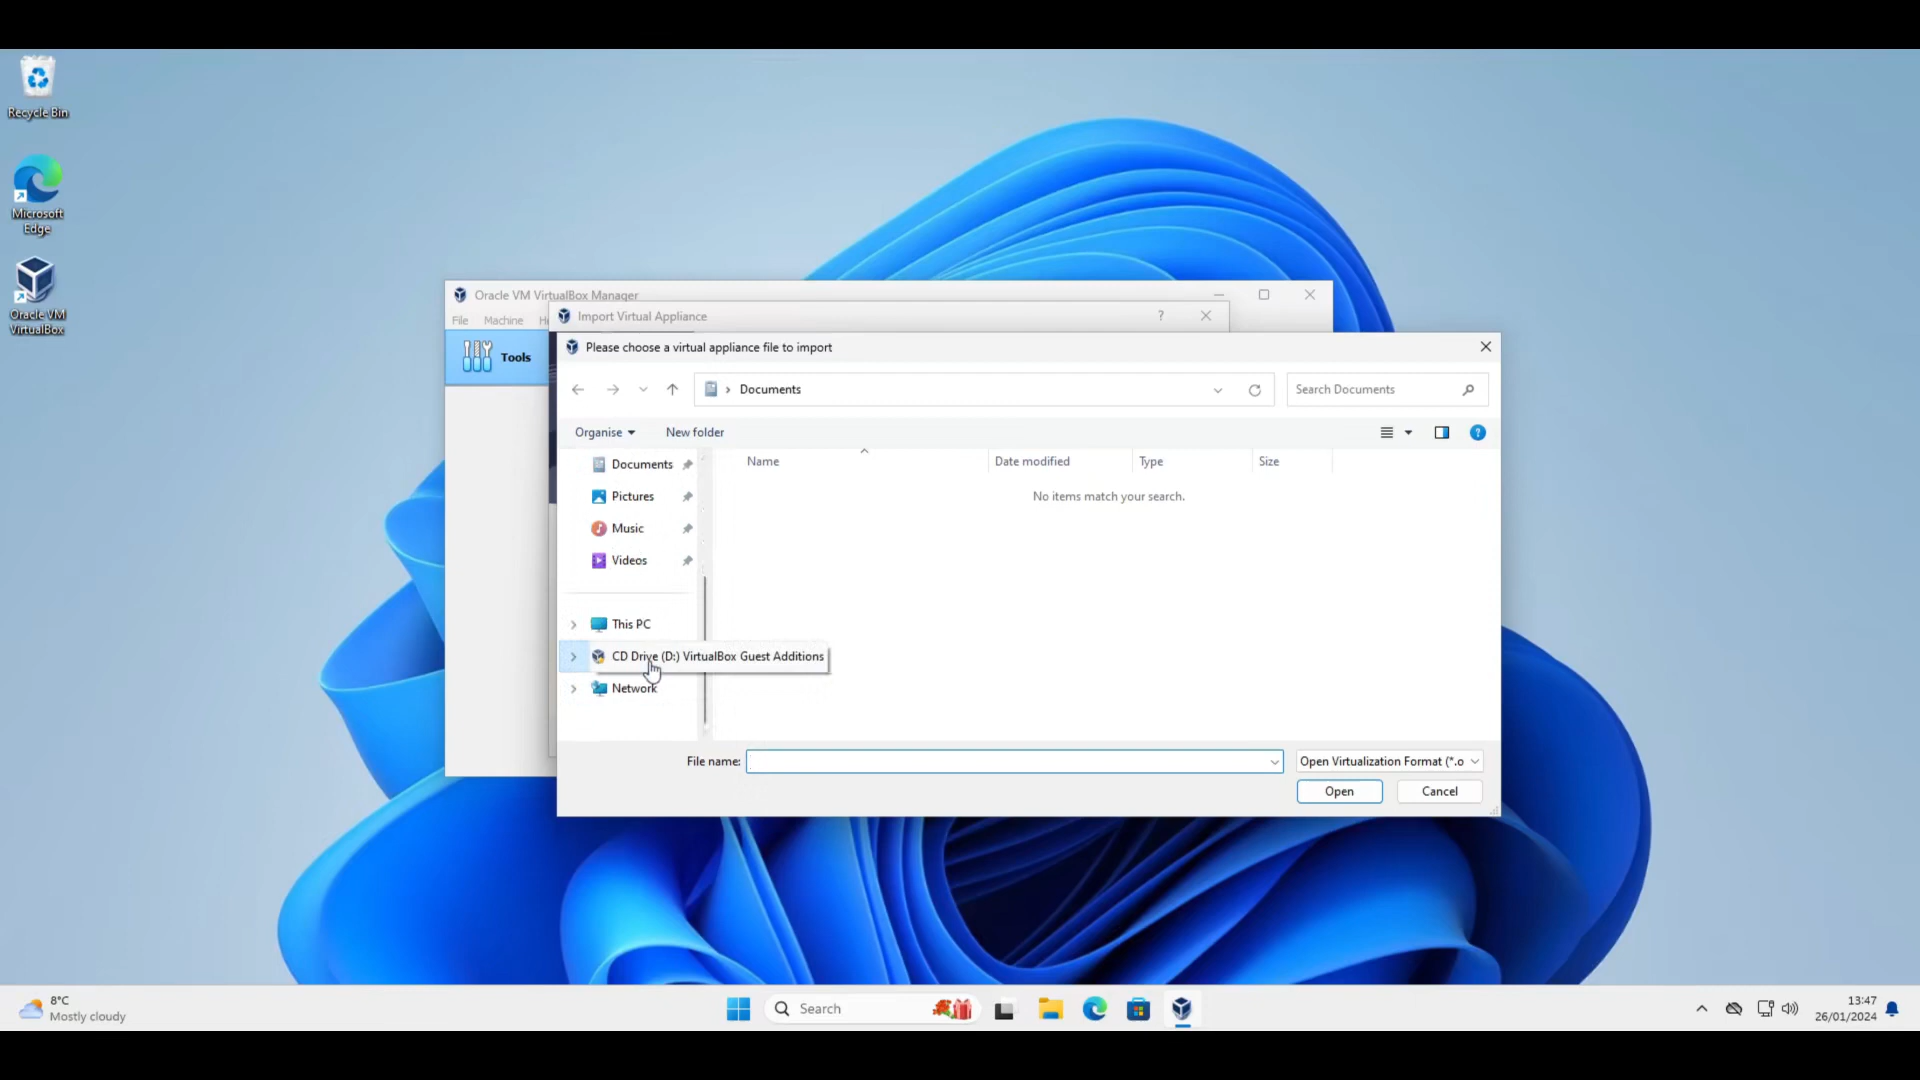 Recycle Bin
Microsoft
Edge
Oracle VM
VirtualBox
Oracle VM VirtualBox Manager
File Machine He
Import Virtual Appliance
?
Tools
Please choose a virtual appliance file to import
Documents
Search Documents
Organise
New folder
?
Documents
Pictures
Music
Videos
This PC
CD Drive (D:) VirtualBox Guest Additions
Network
Name
Date modified
Type
Size
No items match your search.
File name:
Open Virtualization Format (*.o
Open
Cancel
8°C
Mostly cloudy
Search
13:47
26/01/2024